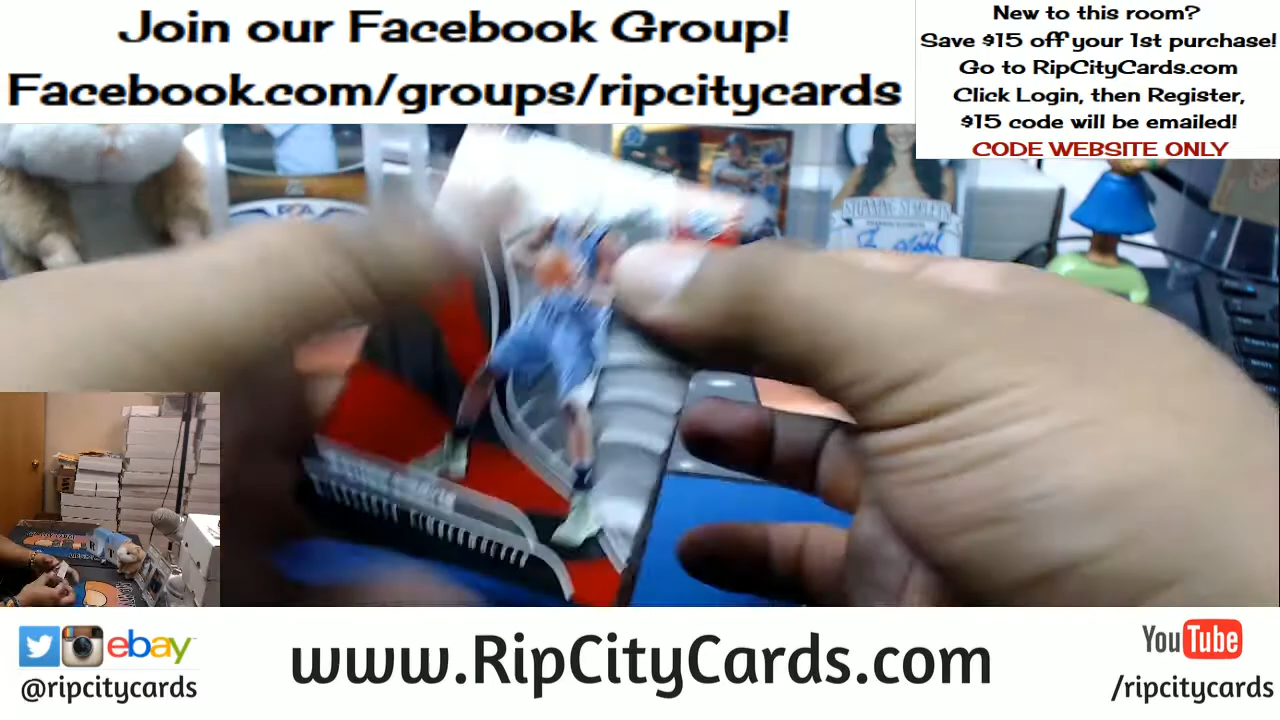 Join our Facebook Group!
Facebook.com/groups/ripcitycards
New to this room?
Save $15 off your 1st purchase!
Go to RipCityCards.com
Click Login, then Register,
$15 code will be emailed!
CODE WEBSITE ONLY
STUNNING STARLETS
ebay
@ripcitycards
www.RipCityCards.com
YouTube
/ripcitycards